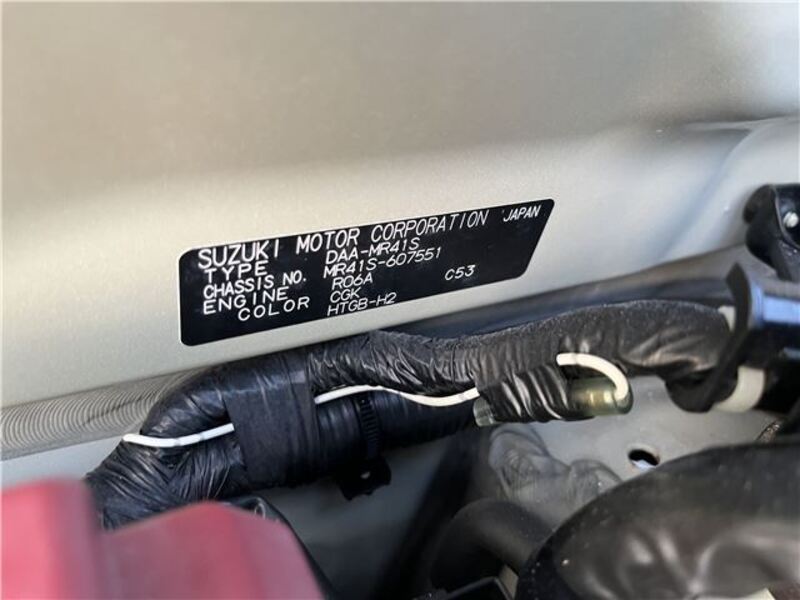 SUZUKI MOTOR CORPORATION JAPAN
TYPE DAA-MR41S
CHASSIS NO. MR41S-607551
ENGINE R06A C53
COLOR CGK
HTGB-H2